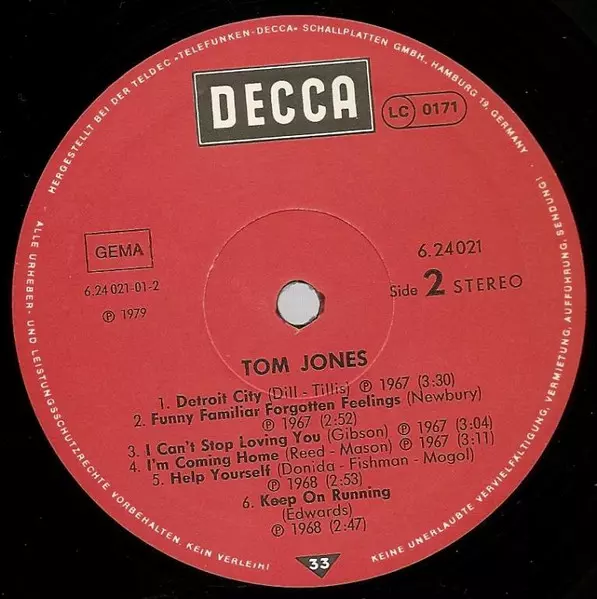 HERGESTELLT BEI DER TELDEC »TELEFUNKEN-DECCA« SCHALLPLATTEN GMBH, HAMBURG 19, GERMANY ·
DECCA
LC 0171
GEMA
6.24 021-01-2
Ⓟ 1979
6.24021
Side 2 STEREO
TOM JONES
1. Detroit City (Dill - Tillis) Ⓟ 1967 (3:30)
2. Funny Familiar Forgotten Feelings (Newbury)
Ⓟ 1967 (2:52)
3. I Can't Stop Loving You (Gibson) Ⓟ 1967 (3:04)
4. I'm Coming Home (Reed - Mason) Ⓟ 1967 (3:11)
5. Help Yourself (Donida - Fishman - Mogol)
Ⓟ 1968 (2:53)
6. Keep On Running
(Edwards)
Ⓟ 1968 (2:47)
33
· ALLE URHEBER- UND LEISTUNGSSCHUTZRECHTE VORBEHALTEN KEIN VERLEIH!
KEINE UNERLAUBTE VERVIELFÄLTIGUNG, VERMIETUNG, AUFFÜHRUNG, SENDUNG!